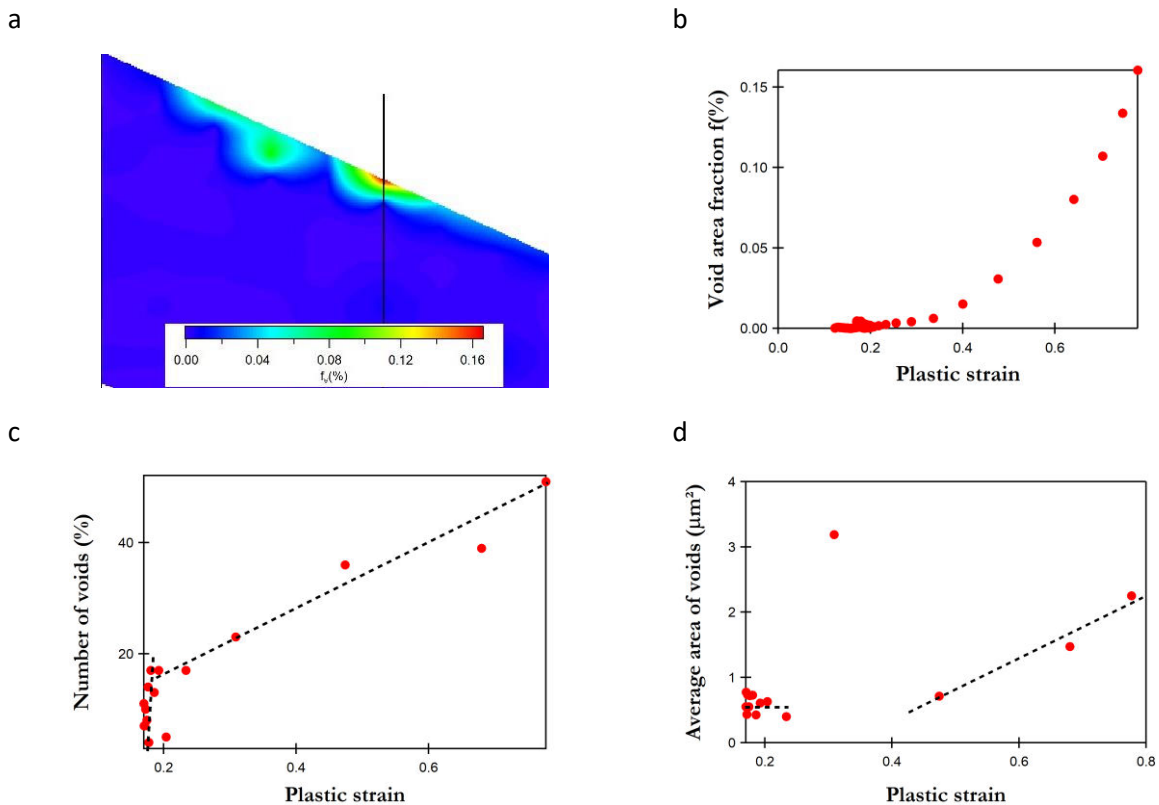 a
0.00 0.04 0.08 0.12 0.16
fᵥ(%)
b
Void area fraction f(%)
0.15
0.10
0.05
0.00
0.0 0.2 0.4 0.6
Plastic strain
c
Number of voids (%)
40
20
0.2 0.4 0.6
Plastic strain
d
Average area of voids (μm²)
4
3
2
1
0
0.2 0.4 0.6 0.8
Plastic strain